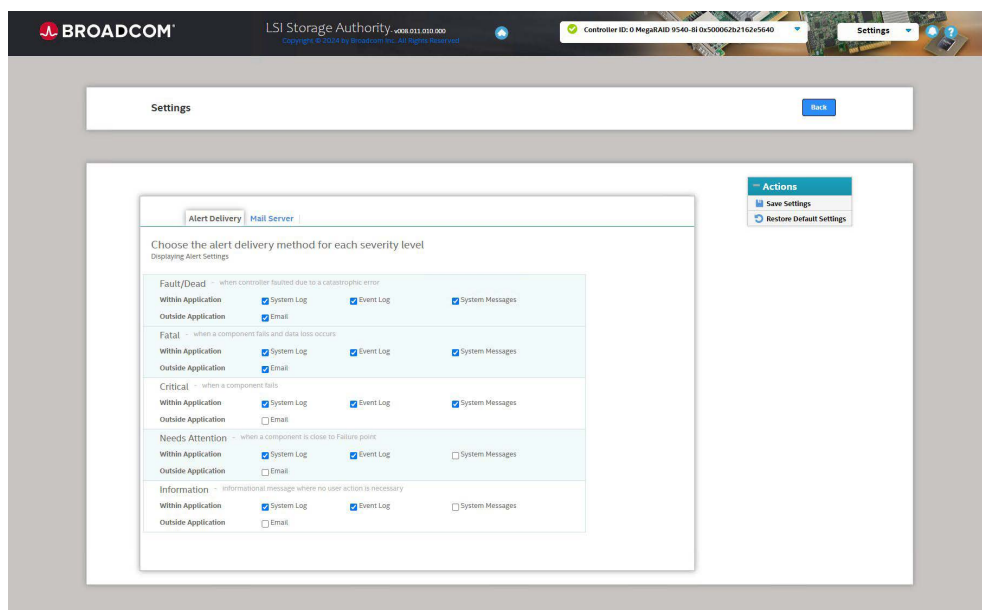 BROADCOM
LSI Storage Authority. v008.011.010.000
Copyright © 2024 by Broadcom Inc. All Rights Reserved
Controller ID: 0 MegaRAID 9540-8i 0x500062b2162e5640
Settings
?
Settings
Back
Actions
Save Settings
Restore Default Settings
Alert Delivery Mail Server
Choose the alert delivery method for each severity level
Displaying Alert Settings
Fault/Dead - when controller faulted due to a catastrophic error
Within Application System Log Event Log System Messages
Outside Application Email
Fatal - when a component fails and data loss occurs
Within Application System Log Event Log System Messages
Outside Application Email
Critical - when a component fails
Within Application System Log Event Log System Messages
Outside Application Email
Needs Attention - when a component is close to Failure point
Within Application System Log Event Log System Messages
Outside Application Email
Information - informational message where no user action is necessary
Within Application System Log Event Log System Messages
Outside Application Email